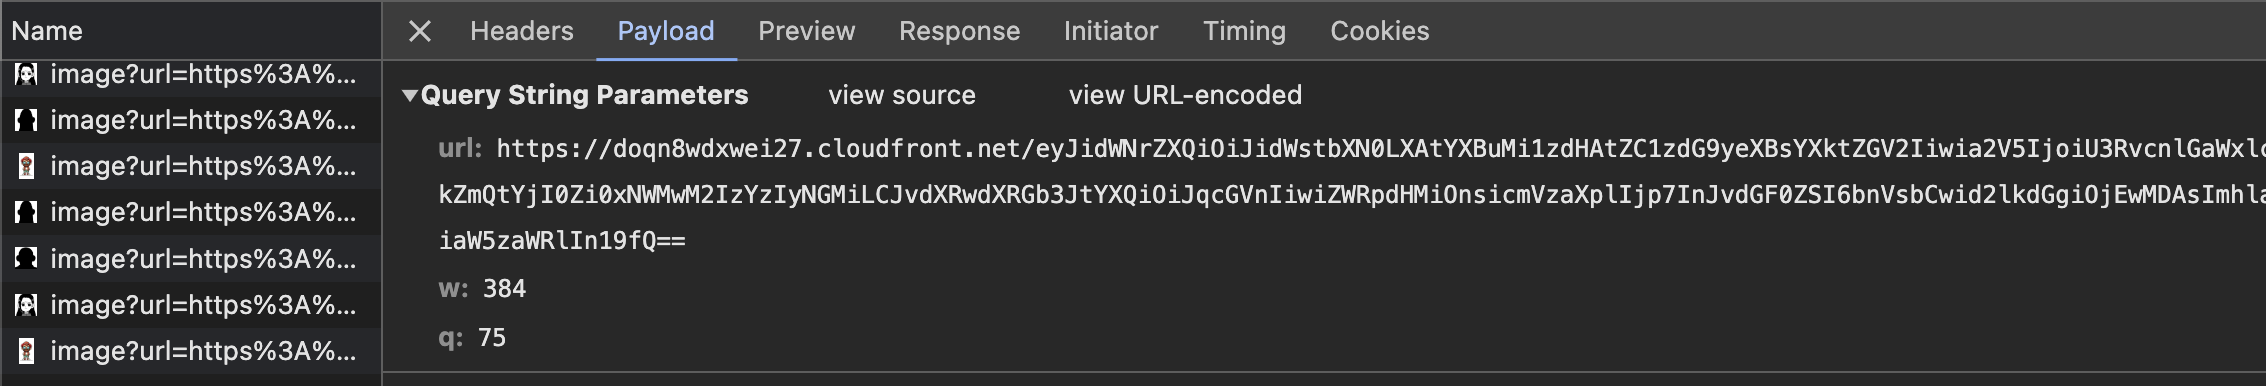 Name
Headers Payload Preview Response Initiator Timing Cookies
image?url=https%3A%...
image?url=https%3A%...
image?url=https%3A%...
image?url=https%3A%...
image?url=https%3A%...
image?url=https%3A%...
image?url=https%3A%...
Query String Parameters view source view URL-encoded
url: https://doqn8wdxwei27.cloudfront.net/eyJidWNrZXQiOiJidWstbXN0LXAtYXBuMi1zdHAtZC1zdG9yeXBsYXktZGV2Iiwia2V5IjoiU3RvcnlGaWxlc
kZmQtYjI0Zi0xNWMwM2IzYzIyNGMiLCJvdXRwdXRGb3JtYXQiOiJqcGVnIiwiZWRpdHMiOnsicmVzaXplIjp7InJvdGF0ZSI6bnVsbCwid2lkdGgiOjEwMDAsImhla
iaW5zaWRlIn19fQ==
w: 384
q: 75